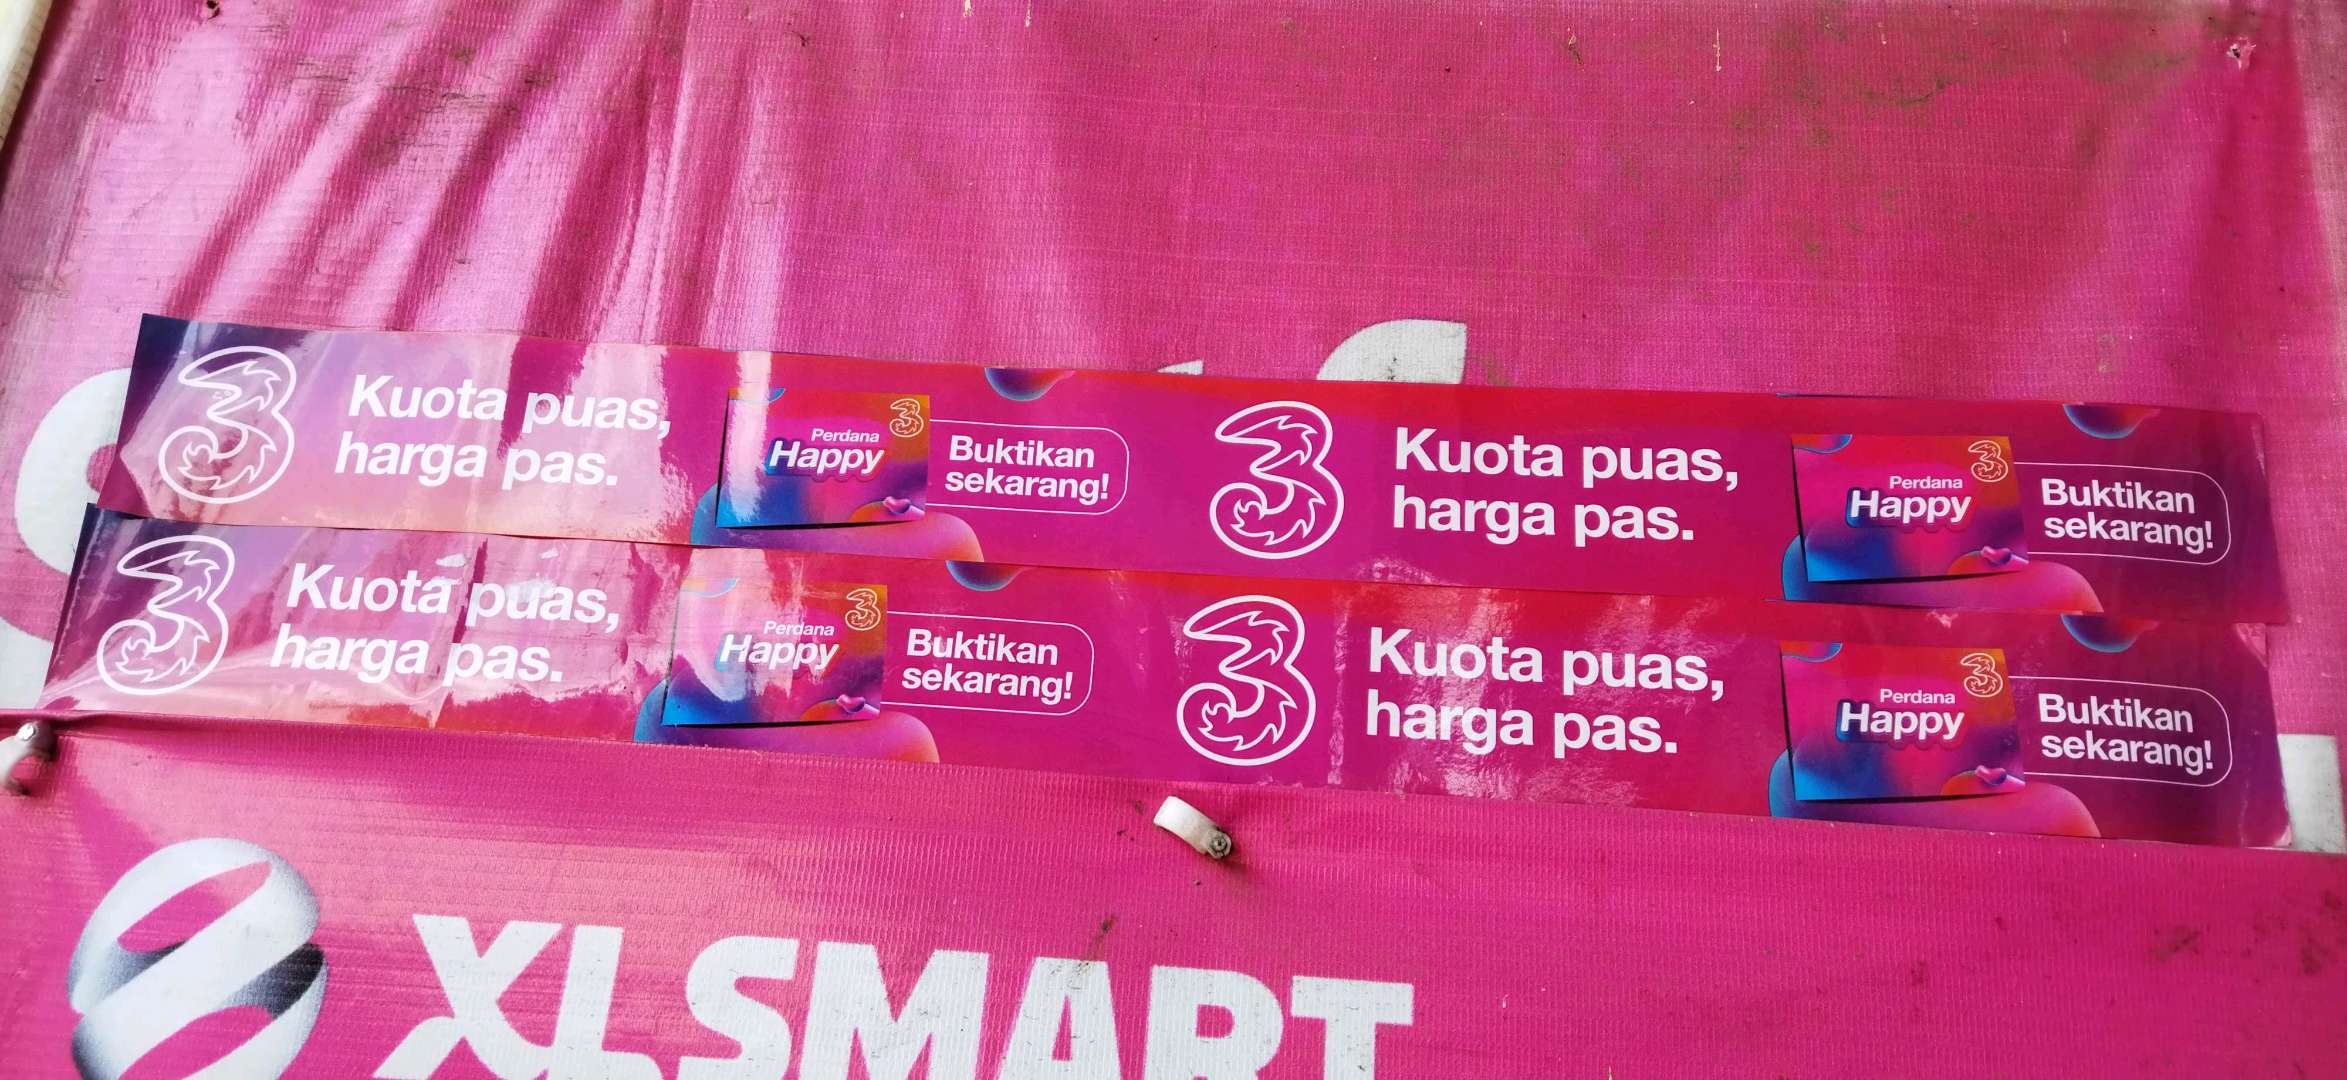 3 Kuota puas,
harga pas.
Perdana 3
Happy
Buktikan
sekarang!
3 Kuota puas,
harga pas.
Perdana 3
Happy
Buktikan
sekarang!
3 Kuota puas,
harga pas.
Perdana 3
Happy
Buktikan
sekarang!
3 Kuota puas,
harga pas.
Perdana 3
Happy
Buktikan
sekarang!
XLSMART